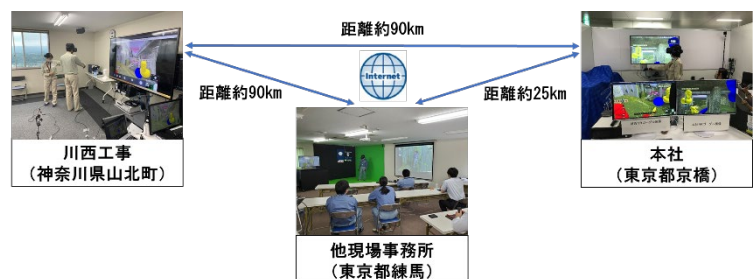 距離約90km
Internet
距離約90km
距離約25km
川西工事
（神奈川県山北町）
本社
（東京都京橋）
他現場事務所
（東京都練馬）